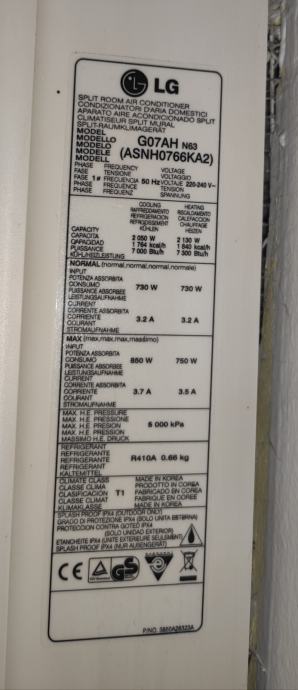 LG
SPLIT ROOM AIR CONDITIONER
CONDIZIONATORI D'ARIA DOMESTICI
APARATO AIRE ACONDICIONADO SPLIT
CLIMATISEUR SPLIT MURAL
SPLIT-RAUMKLIMAGERÄT
MODEL
MODELLO
MODELO
MODELE
MODELL
G07AH N63
(ASNH0766KA2)
PHASE FREQUENCY VOLTAGE
FASE TENSIONE VOLTAGGIO
FASE 1ø FRECUENCIA 50 Hz VOLTAJE 220-240 V~
PHASE FREQUENCE TENSION
PHASE FREQUENZ SPANNUNG
COOLING HEATING
RAFFREDDAMENTO RISCALDAMENTO
REFRIGERACION CALEFACCION
REFRIGERISSEMENT CHAUFFAGE
KÜHLEN HEIZEN
CAPACITY
CAPACITA 2 050 W 2 130 W
CAPACIDAD 1 764 kcal/h 1 840 kcal/h
PUISSANCE 7 000 Btu/h 7 300 Btu/h
KÜHLLEISTUNG
NORMAL (normal,normal,normal,normale)
INPUT
POTENZA ASSORBITA
CONSUMO 730 W 730 W
PUISSANCE ABSORBEE
LEISTUNGSAUFNAHME
CURRENT
CORRENTE ASSORBITA
CORRIENTE 3.2 A 3.2 A
COURANT
STROMAUFNAHME
MAX (max,max,max,massimo)
INPUT
POTENZA ASSORBITA
CONSUMO 850 W 750 W
PUISSANCE ABSORBEE
LEISTUNGSAUFNAHME
CURRENT
CORRENTE ASSORBITA
CORRIENTE 3.7 A 3.5 A
COURANT
STROMAUFNAHME
MAX. H.E. PRESSURE
MAX. H.E. PRESSIONE
MAX. H.E. PRESION 5 000 kPa
MAX. H.E. PRESSION
MASSIMO H.E. DRUCK
REFRIGERANT
REFRIGERANTE
REFRIGERANTE R410A 0.66 kg
REFRIGERANT
KALTEMITTEL
CLIMATE CLASS MADE IN KOREA
CLASSE CLIMA PRODOTTO IN COREA
CLASIFICACION T1 FABRICADO EN COREA
CLASSE CLIMAT FABRIQUE EN COREE
KLIMAKLASSE MADE IN KOREA
SPLASH PROOF IPX4 (OUTDOOR ONLY)
GRADO DI PROTEZIONE IPX4 (SOLO UNITA ESTERNA)
PROTECCION CONTRA GOTEO IPX4
(SOLO UNIDAD EXTERIOR)
ETANCHEITE IPX4 (UNITE EXTERIEURE SEULEMENT)
SPLASH PROOF IPX4 (NUR AUßENGERÄT)
CE GS
P/NO. 3850A26323A